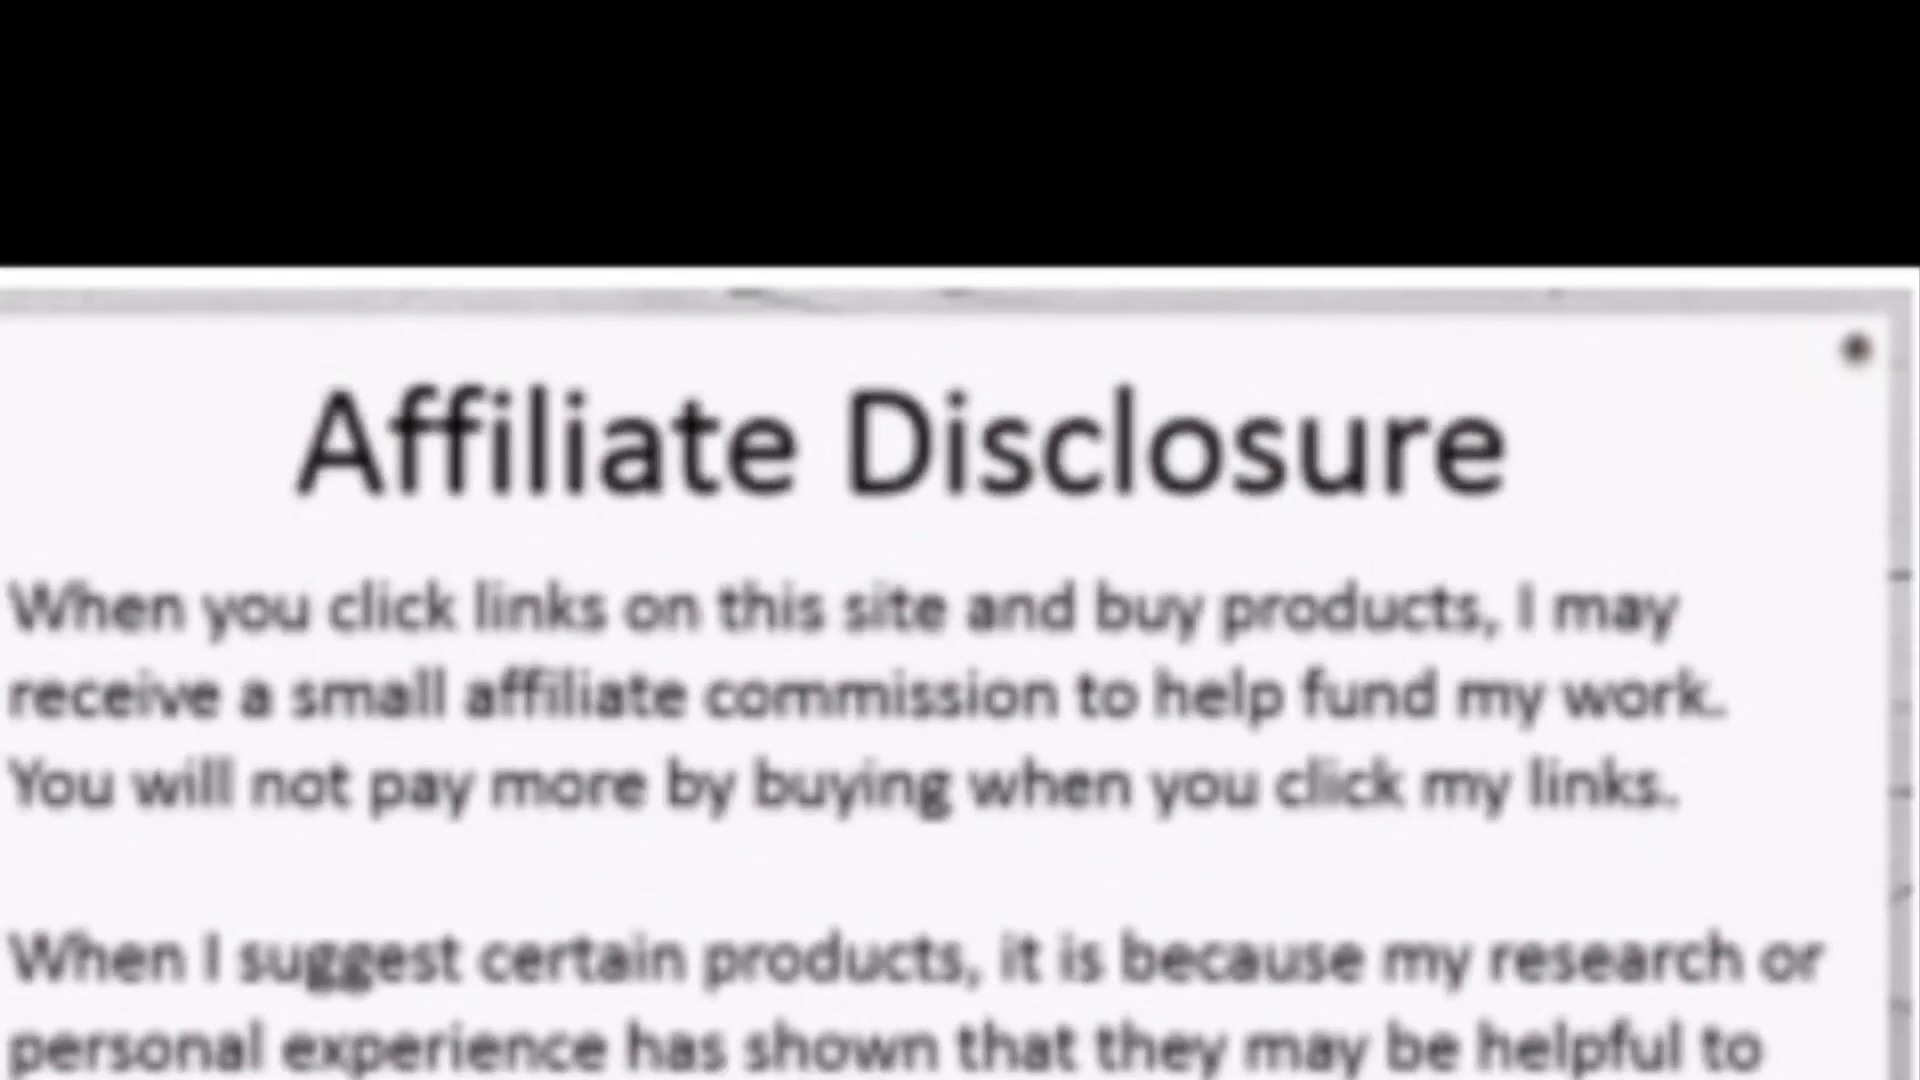 Affiliate Disclosure
When you click links on this site and buy products, I may
receive a small affiliate commission to help fund my work.
You will not pay more by buying when you click my links.
When I suggest certain products, it is because my research or
personal experience has shown that they may be helpful to